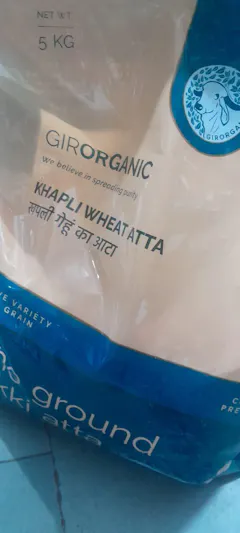 NET WT
5 KG
GIRORGANIC
GIRORGANIC
we believe in spreading purity
KHAPLI WHEAT ATTA
खपली गेहूं का आटा
VARIETY
GRAIN
ground
atta